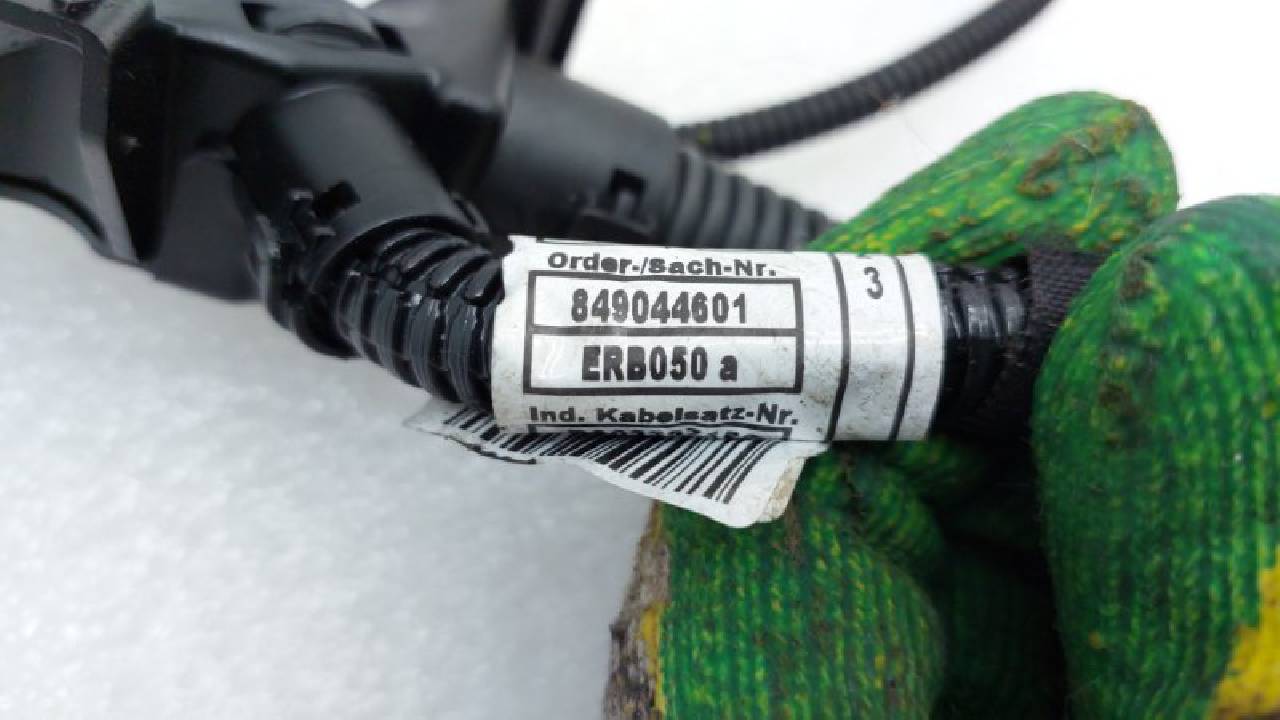 Order-/Sach-Nr.
849044601
ERB050 a
Ind. Kabelsatz-Nr.
3